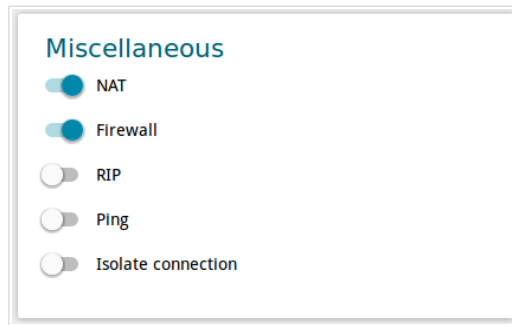 Miscellaneous
NAT
Firewall
RIP
Ping
Isolate connection